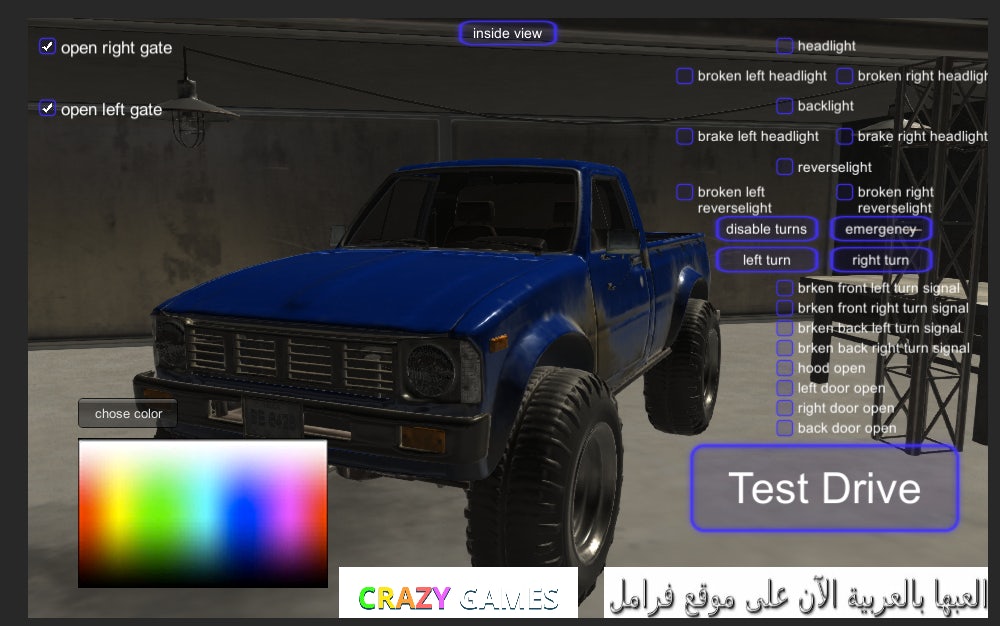 inside view
open right gate
headlight
broken left headlight
broken right headligh
open left gate
backlight
brake left headlight
brake right headlight
reverselight
broken left
reverselight
broken right
reverselight
disable turns
emergency
left turn
right turn
brken front left turn signal
brken front right turn signal
brken back left turn signal
brken back right turn signal
hood open
left door open
right door open
back door open
chose color
Test Drive
CRAZY GAMES
العبها بالعربية الآن على موقع فرامل